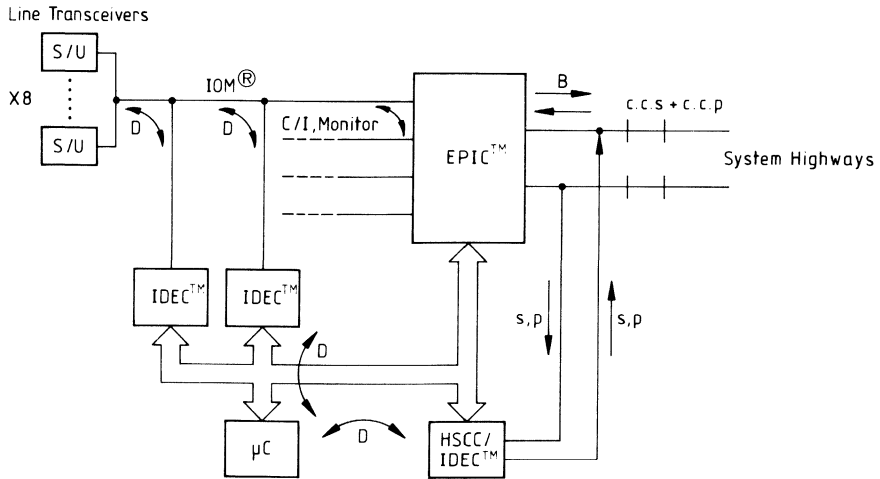 Line Transceivers
S/U
X8
S/U
IOM®
D
D
C/I, Monitor
EPIC™
B
c.c.s + c.c.p
System Highways
IDEC™
IDEC™
s,p
s,p
D
D
µC
HSCC/
IDEC™